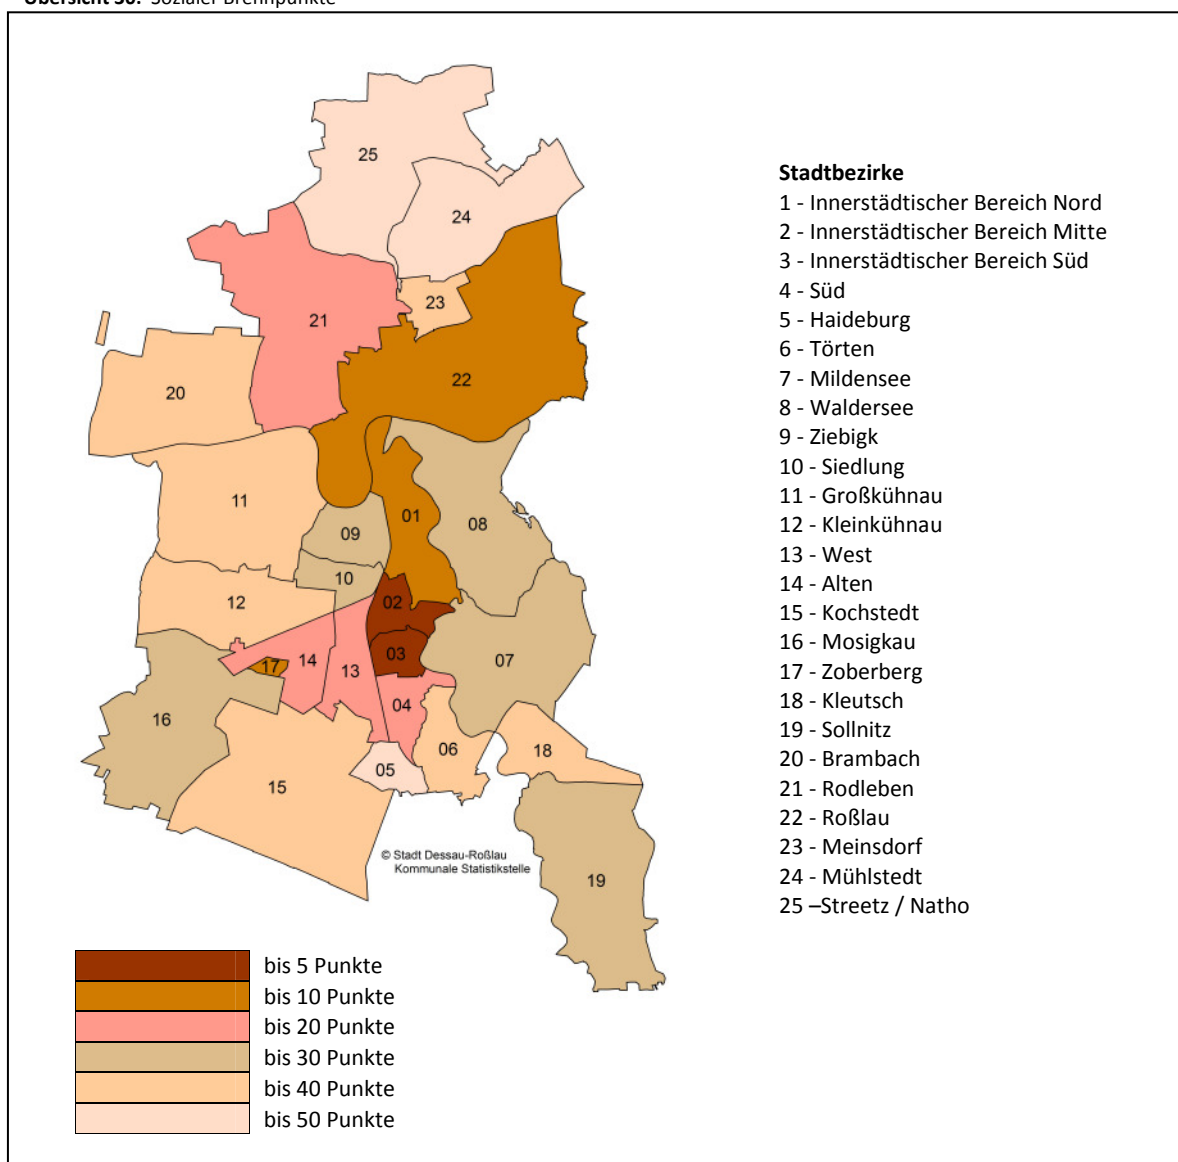 Übersicht 30: Sozialer Brennpunkte
25
24
23
21
22
20
11
01
08
09
10
02
12
03
07
14
17
13
04
16
06
18
05
15
19
© Stadt Dessau-Roßlau
Kommunale Statistikstelle
Stadtbezirke
1 - Innerstädtischer Bereich Nord
2 - Innerstädtischer Bereich Mitte
3 - Innerstädtischer Bereich Süd
4 - Süd
5 - Haideburg
6 - Törten
7 - Mildensee
8 - Waldersee
9 - Ziebigk
10 - Siedlung
11 - Großkühnau
12 - Kleinkühnau
13 - West
14 - Alten
15 - Kochstedt
16 - Mosigkau
17 - Zoberberg
18 - Kleutsch
19 - Sollnitz
20 - Brambach
21 - Rodleben
22 - Roßlau
23 - Meinsdorf
24 - Mühlstedt
25 –Streetz / Natho
bis 5 Punkte
bis 10 Punkte
bis 20 Punkte
bis 30 Punkte
bis 40 Punkte
bis 50 Punkte